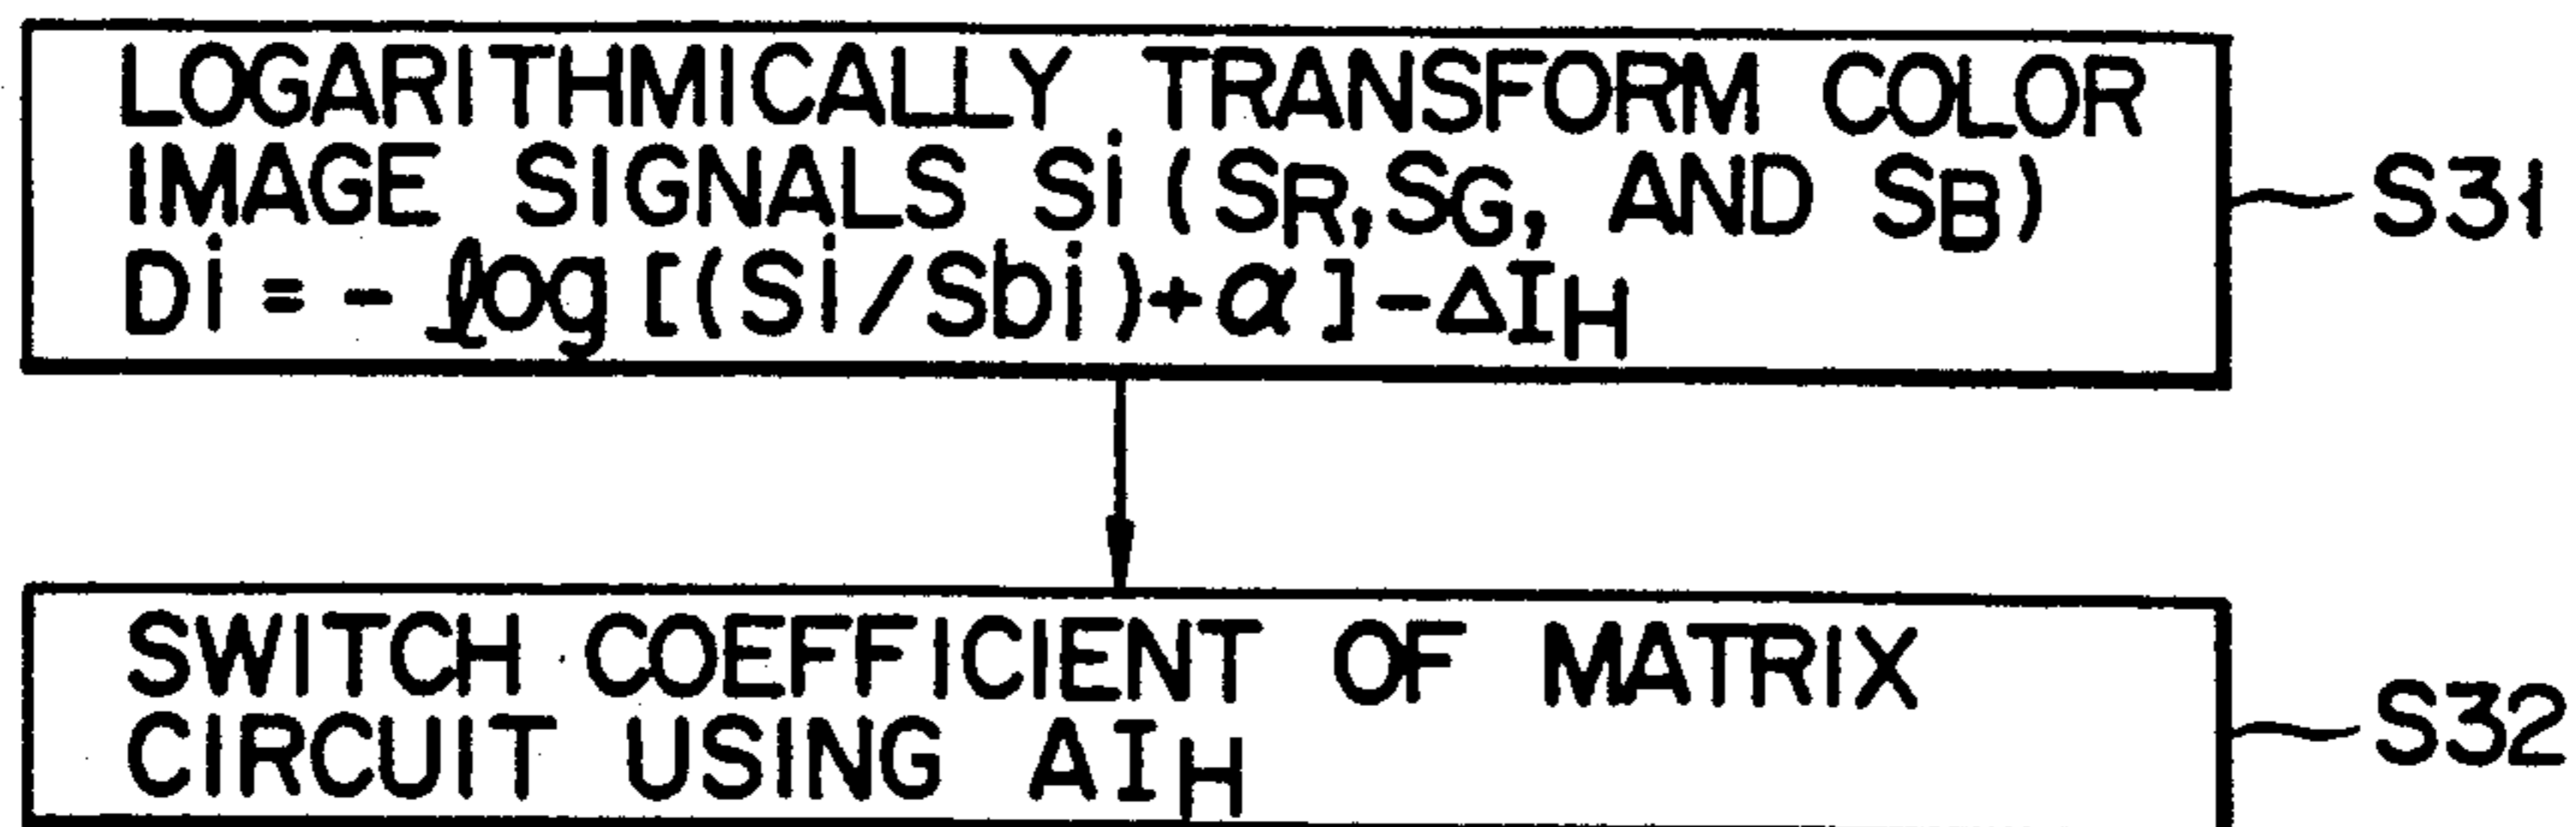 LOGARITHMICALLY TRANSFORM COLOR
IMAGE SIGNALS Si (SR, SG, AND SB)
Di = - log [(Si/Sbi)+α] - ΔIH
S31
SWITCH COEFFICIENT OF MATRIX
CIRCUIT USING AIH
S32